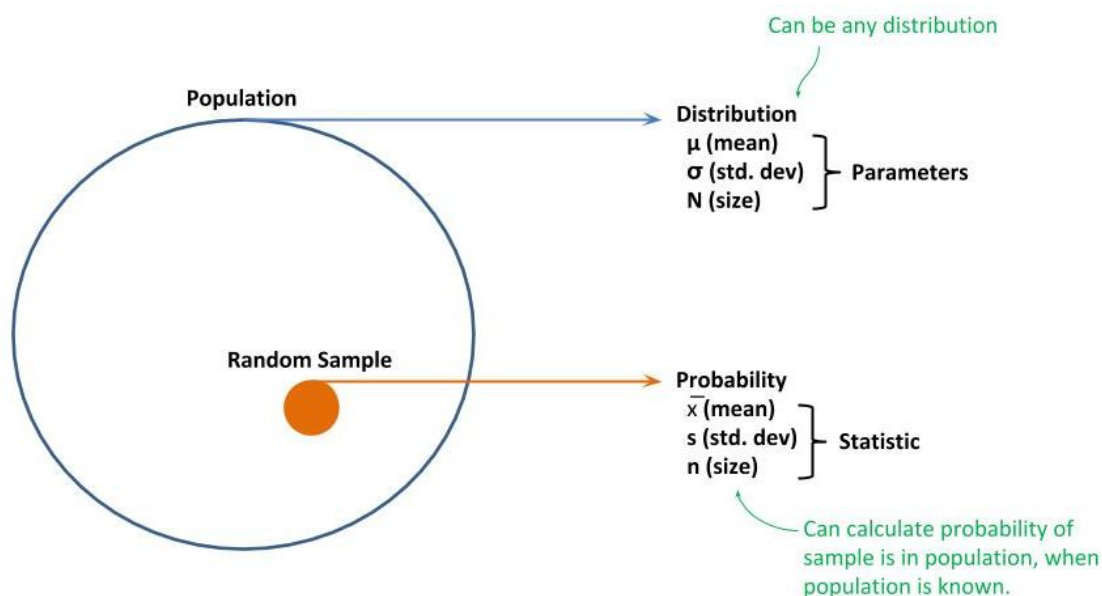 Can be any distribution
Population
Distribution
μ (mean)
σ (std. dev)
N (size)
Parameters
Random Sample
Probability
x̅ (mean)
s (std. dev)
n (size)
Statistic
Can calculate probability of
sample is in population, when
population is known.